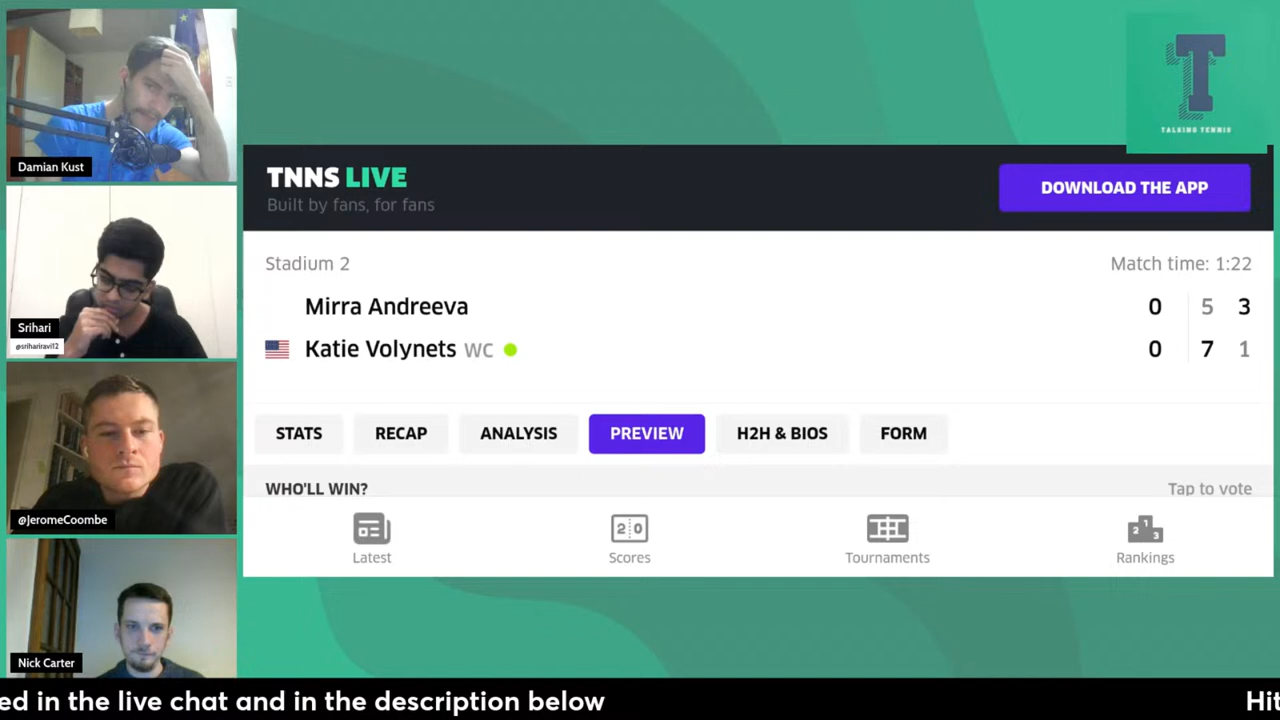 Damian Kust
Srihari
@srihariravi12
@JeromeCoombe
Nick Carter
T
TALKING TENNIS
TNNS LIVE
Built by fans, for fans
DOWNLOAD THE APP
Stadium 2
Match time: 1:22
Mirra Andreeva 0 5 3
Katie Volynets WC 0 7 1
STATS RECAP ANALYSIS PREVIEW H2H & BIOS FORM
WHO'LL WIN? Tap to vote
2 0
2 1 3
Latest Scores Tournaments Rankings
ed in the live chat and in the description below Hit